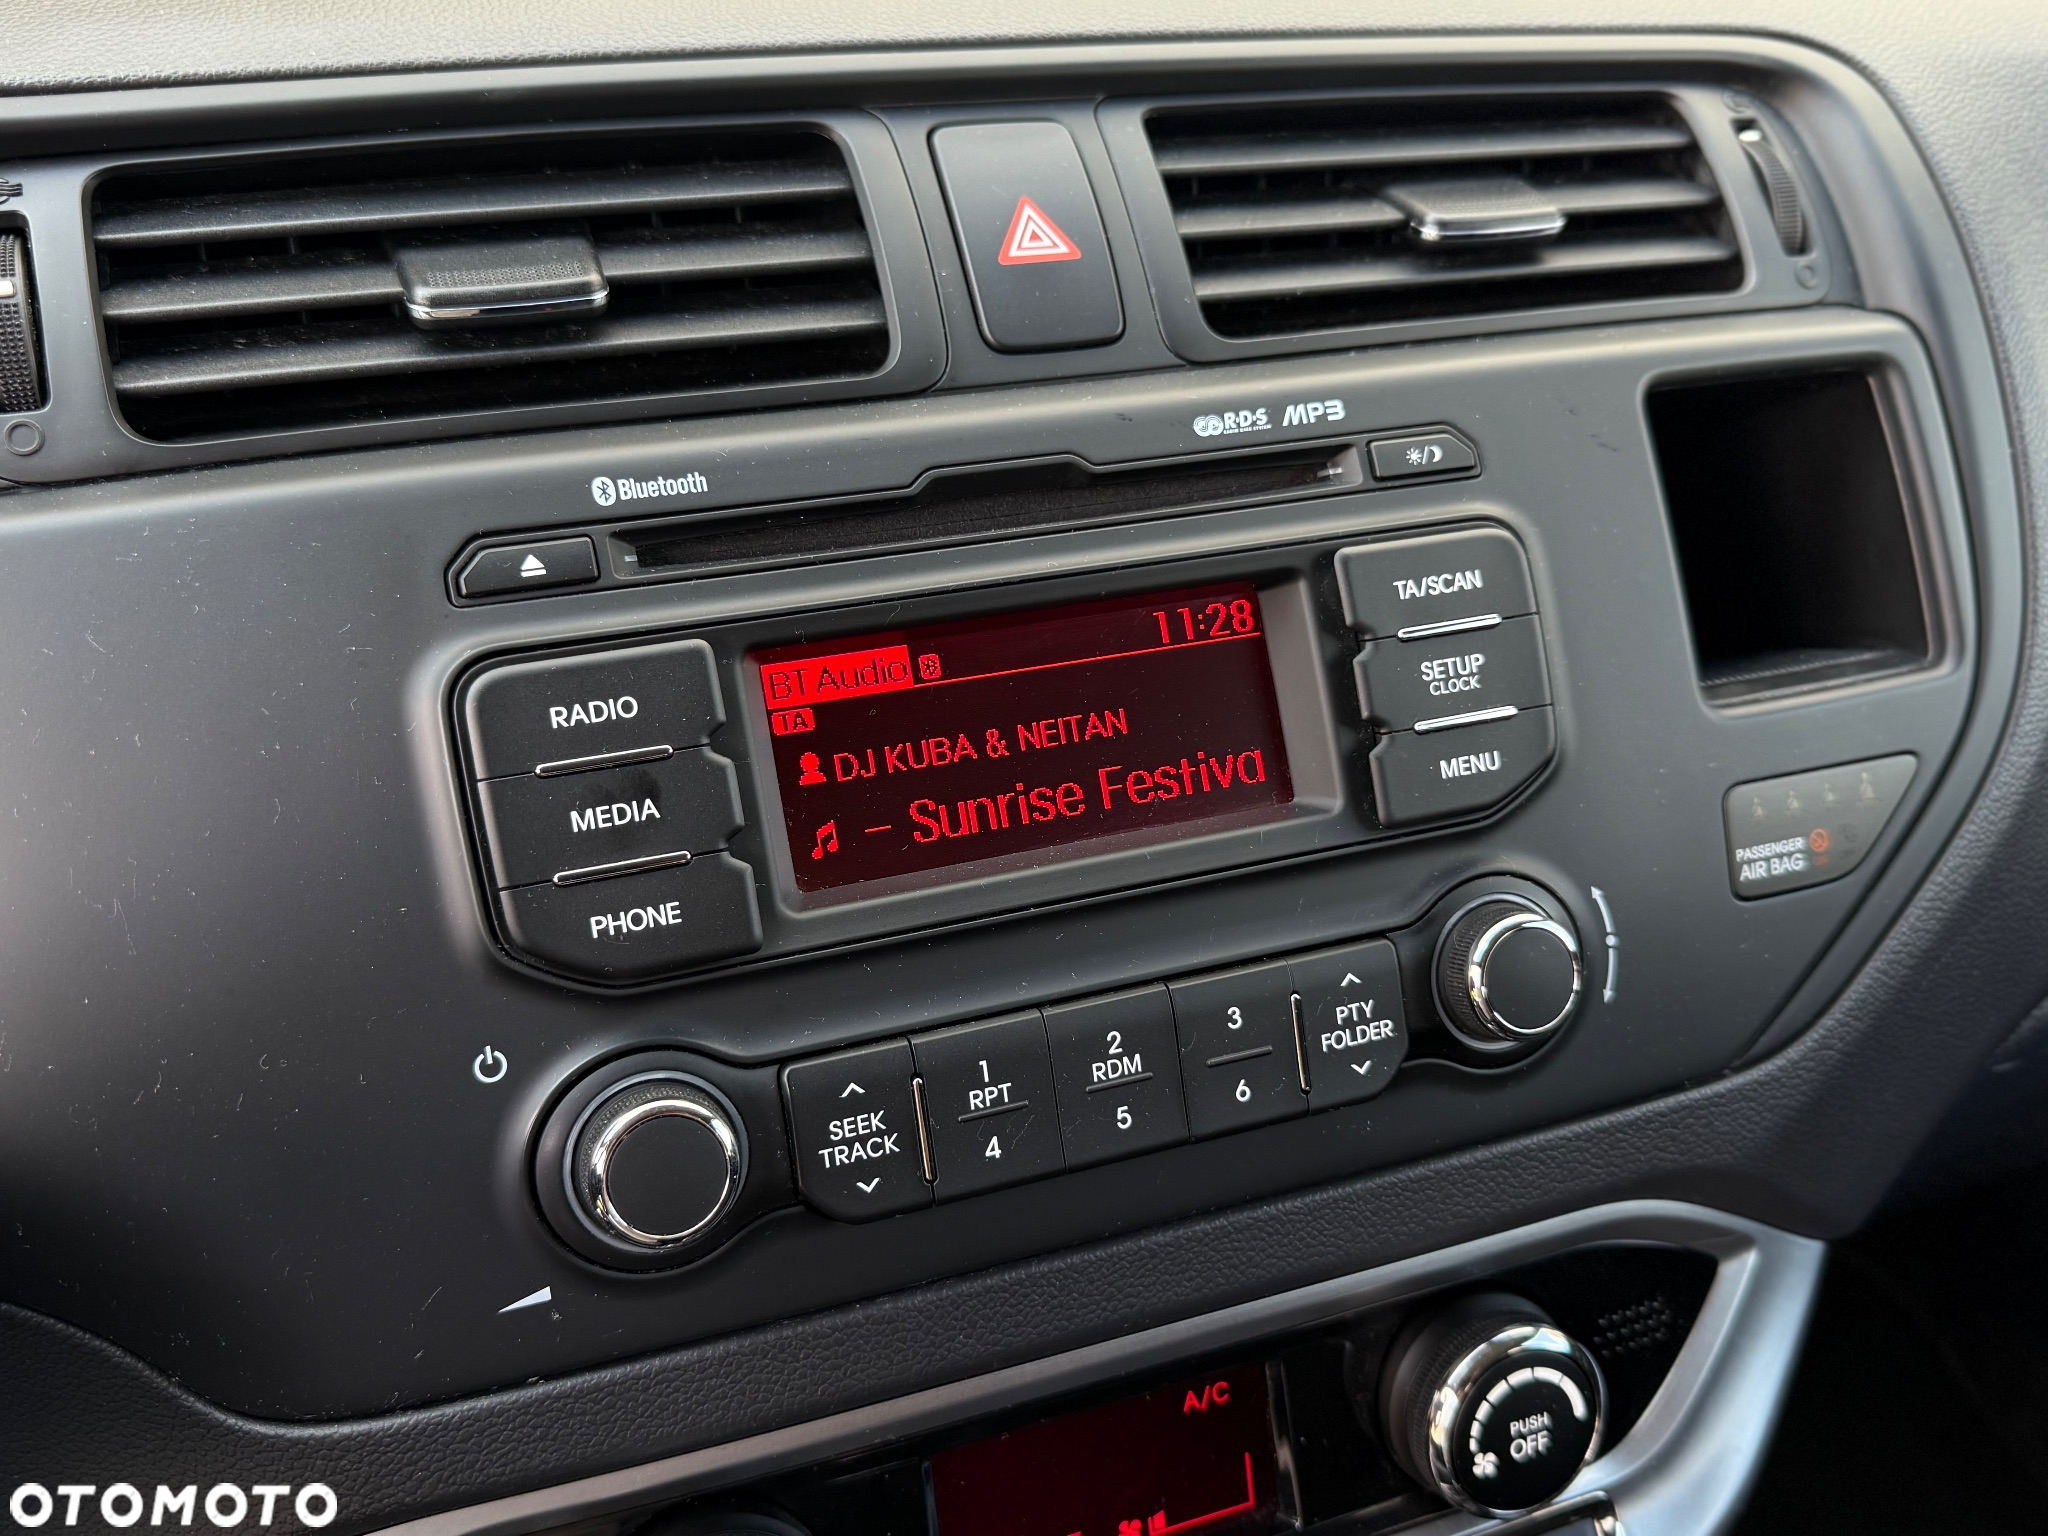 R·D·S MP3
Bluetooth
TA/SCAN
11:28
BT Audio
SETUP
CLOCK
TA
RADIO
DJ KUBA & NEITAN
MENU
- Sunrise Festiva
MEDIA
PASSENGER
AIR BAG
PHONE
PTY
FOLDER
3
6
2
RDM
5
1
RPT
4
SEEK
TRACK
A/C
PUSH
OFF
OTOMOTO